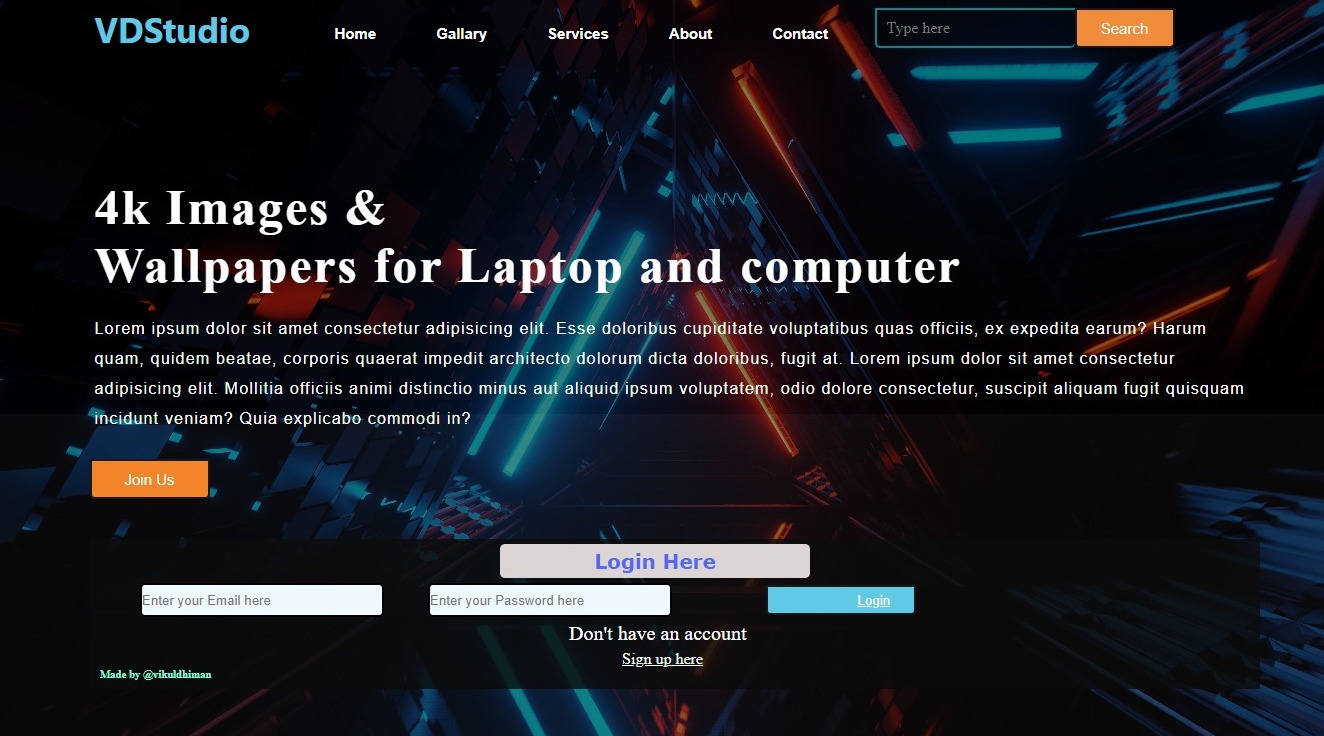 VDStudio
Home Gallary Services About Contact
Type here
Search
4k Images &
Wallpapers for Laptop and computer
Lorem ipsum dolor sit amet consectetur adipisicing elit. Esse doloribus cupiditate voluptatibus quas officiis, ex expedita earum? Harum
quam, quidem beatae, corporis quaerat impedit architecto dolorum dicta doloribus, fugit at. Lorem ipsum dolor sit amet consectetur
adipisicing elit. Mollitia officiis animi distinctio minus aut aliquid ipsum voluptatem, odio dolore consectetur, suscipit aliquam fugit quisquam
incidunt veniam? Quia explicabo commodi in?
Join Us
Login Here
Enter your Email here
Enter your Password here
Login
Don't have an account
Sign up here
Made by @vikuldhiman